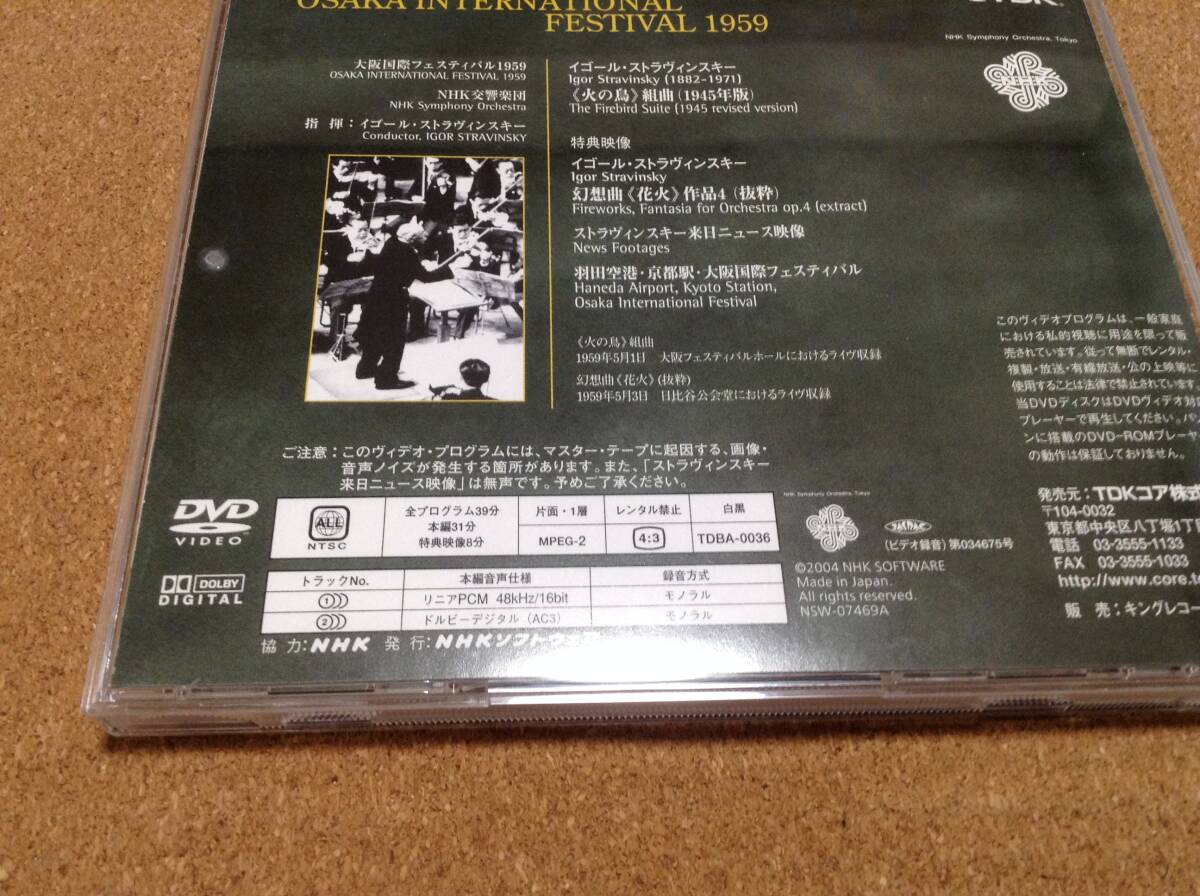 OSAKA INTERNATIONAL
FESTIVAL 1959
TDK.
NHK Symphony Orchestra, Tokyo
NHK
大阪国際フェスティバル1959
OSAKA INTERNATIONAL FESTIVAL 1959
NHK交響楽団
NHK Symphony Orchestra
指 揮：イゴール・ストラヴィンスキー
Conductor, IGOR STRAVINSKY
イゴール・ストラヴィンスキー
Igor Stravinsky (1882-1971)
《火の鳥》組曲(1945年版)
The Firebird Suite (1945 revised version)
特典映像
イゴール・ストラヴィンスキー
Igor Stravinsky
幻想曲《花火》作品4（抜粋）
Fireworks, Fantasia for Orchestra op.4 (extract)
ストラヴィンスキー来日ニュース映像
News Footages
羽田空港・京都駅・大阪国際フェスティバル
Haneda Airport, Kyoto Station,
Osaka International Festival
《火の鳥》組曲
1959年5月1日 大阪フェスティバルホールにおけるライヴ収録
幻想曲《花火》(抜粋)
1959年5月3日 日比谷公会堂におけるライヴ収録
このヴィデオプログラムは、一般家庭
における私的視聴に用途を限って販
売されています。従って無断でレンタル・
複製・放送・有線放送・公の上映等に
使用することは法律で禁止されています
当DVDディスクはDVDヴィデオ対応
プレーヤーで再生してください。パソ
ンに搭載のDVD-ROMプレーヤー
の動作は保証しておりません。
ご注意：このヴィデオ・プログラムには、マスター・テープに起因する、画像・
音声ノイズが発生する箇所があります。また、「ストラヴィンスキー
来日ニュース映像」は無声です。予めご了承ください。
DVD
VIDEO
ALL
NTSC
全プログラム39分
本編31分
特典映像8分
片面・1層
MPEG-2
レンタル禁止
4:3
白黒
TDBA-0036
DOLBY
DIGITAL
トラックNo. 本編音声仕様 録音方式
1 リニアPCM 48kHz/16bit モノラル
2 ドルビーデジタル（AC3） モノラル
協 力：NHK 発 行：NHKソフトウェア
NHK Symphony Orchestra, Tokyo
NHK
(ビデオ録音) 第034675号
©2004 NHK SOFTWARE
Made in Japan.
All rights reserved.
NSW-07469A
発売元：TDKコア株式
〒104-0032
東京都中央区八丁堀1丁
電話 03-3555-1133
FAX 03-3555-1033
http://www.core.t
販 売：キングレコー